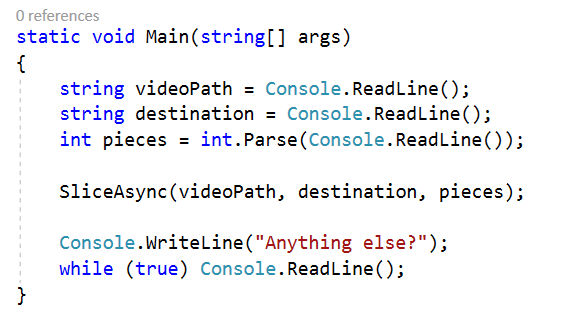 0 references
static void Main(string[] args)
{
    string videoPath = Console.ReadLine();
    string destination = Console.ReadLine();
    int pieces = int.Parse(Console.ReadLine());

    SliceAsync(videoPath, destination, pieces);

    Console.WriteLine("Anything else?");
    while (true) Console.ReadLine();
}